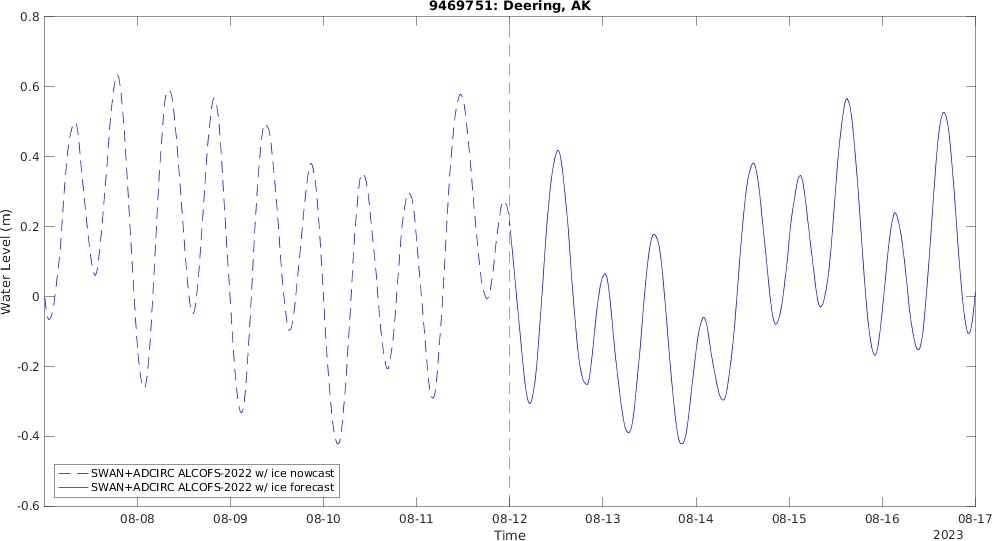 9469751: Deering, AK
0.8
0.6
0.4
0.2
0
-0.2
-0.4
-0.6
Water Level (m)
SWAN+ADCIRC ALCOFS-2022 w/ ice nowcast
SWAN+ADCIRC ALCOFS-2022 w/ ice forecast
08-08 08-09 08-10 08-11 08-12 08-13 08-14 08-15 08-16 08-17
Time
2023